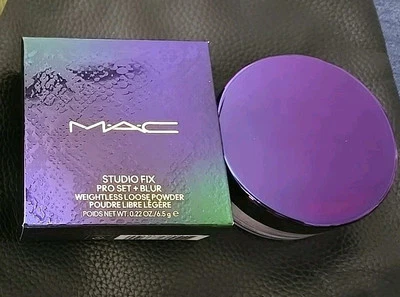 M·A·C
STUDIO FIX
PRO SET + BLUR
WEIGHTLESS LOOSE POWDER
POUDRE LIBRE LÉGÈRE
POIDS NET WT. 0.22 OZ./6.5 g ℮